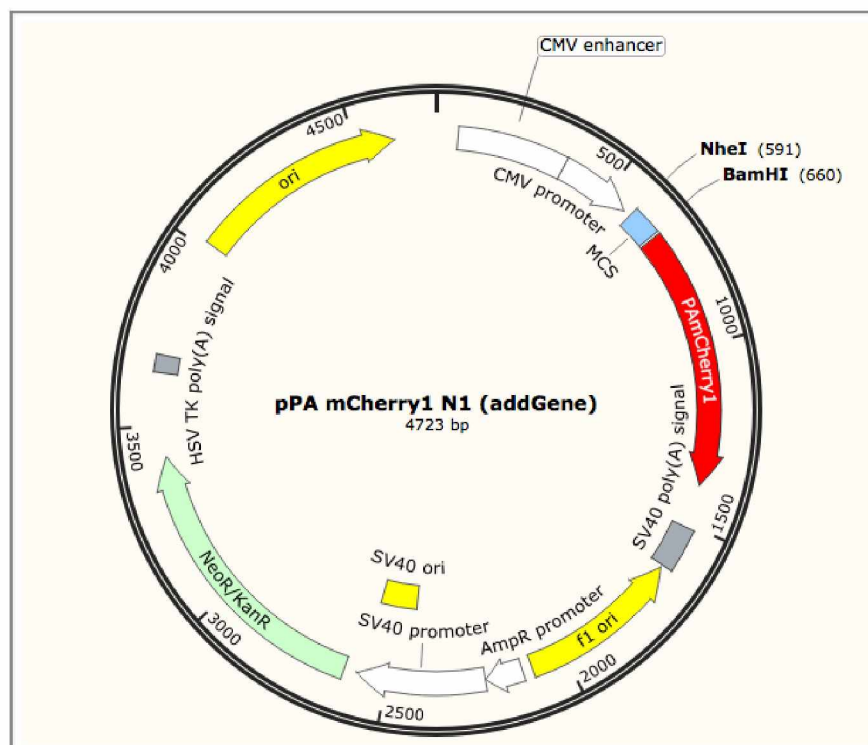 CMV enhancer
4500
500
NheI (591)
BamHI (660)
ori
CMV promoter
MCS
4000
1000
PAmCherry1
HSV TK poly(A) signal
pPA mCherry1 N1 (addGene)
4723 bp
SV40 poly(A) signal
3500
1500
SV40 ori
NeoR/KanR
SV40 promoter
AmpR promoter
f1 ori
3000
2000
2500